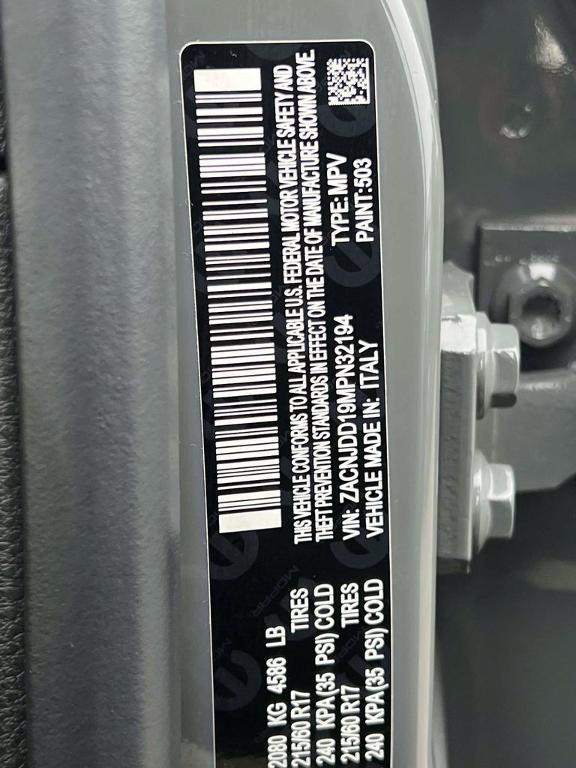 THIS VEHICLE CONFORMS TO ALL APPLICABLE U.S. FEDERAL MOTOR VEHICLE SAFETY AND
THEFT PREVENTION STANDARDS IN EFFECT ON THE DATE OF MANUFACTURE SHOWN ABOVE.
VIN: ZACNJDD19MPN32194 TYPE: MPV
VEHICLE MADE IN: ITALY PAINT: 503
2080 KG 4586 LB
215/60 R17 TIRES
240 KPA(35 PSI) COLD
215/60 R17 TIRES
240 KPA(35 PSI) COLD
MOPAR